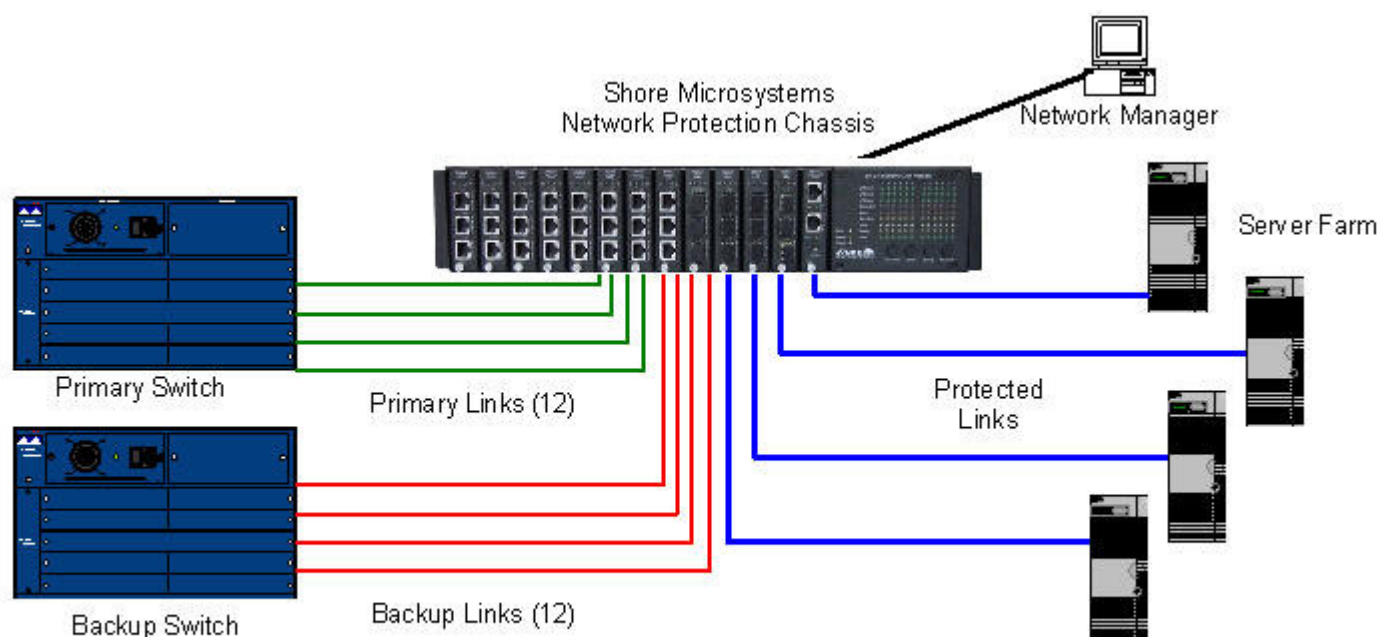 Shore Microsystems
Network Protection Chassis
Network Manager
Server Farm
Primary Switch
Primary Links (12)
Protected
Links
Backup Switch
Backup Links (12)